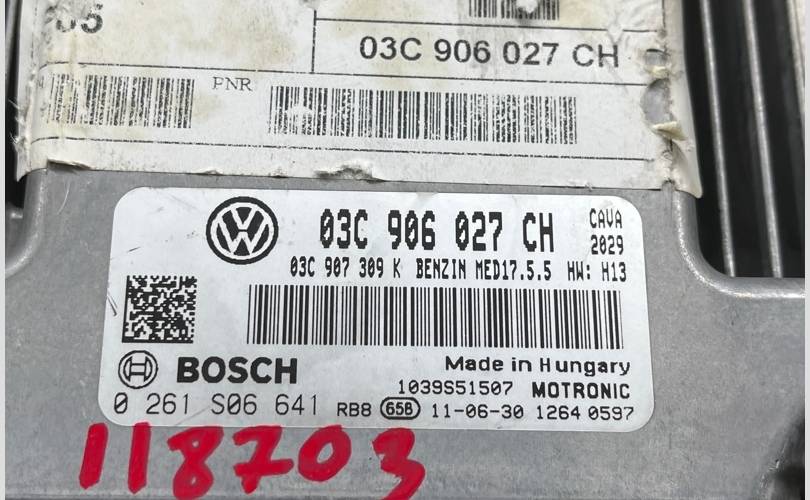 03C 906 027 CH
PNR
03C 906 027 CH CAVA
2029
03C 907 309 K BENZIN MED17.5.5 HW: H13
BOSCH
Made in Hungary
1039S51507 MOTRONIC
0 261 S06 641 RB8 65B 11-06-30 1264 0597
118703